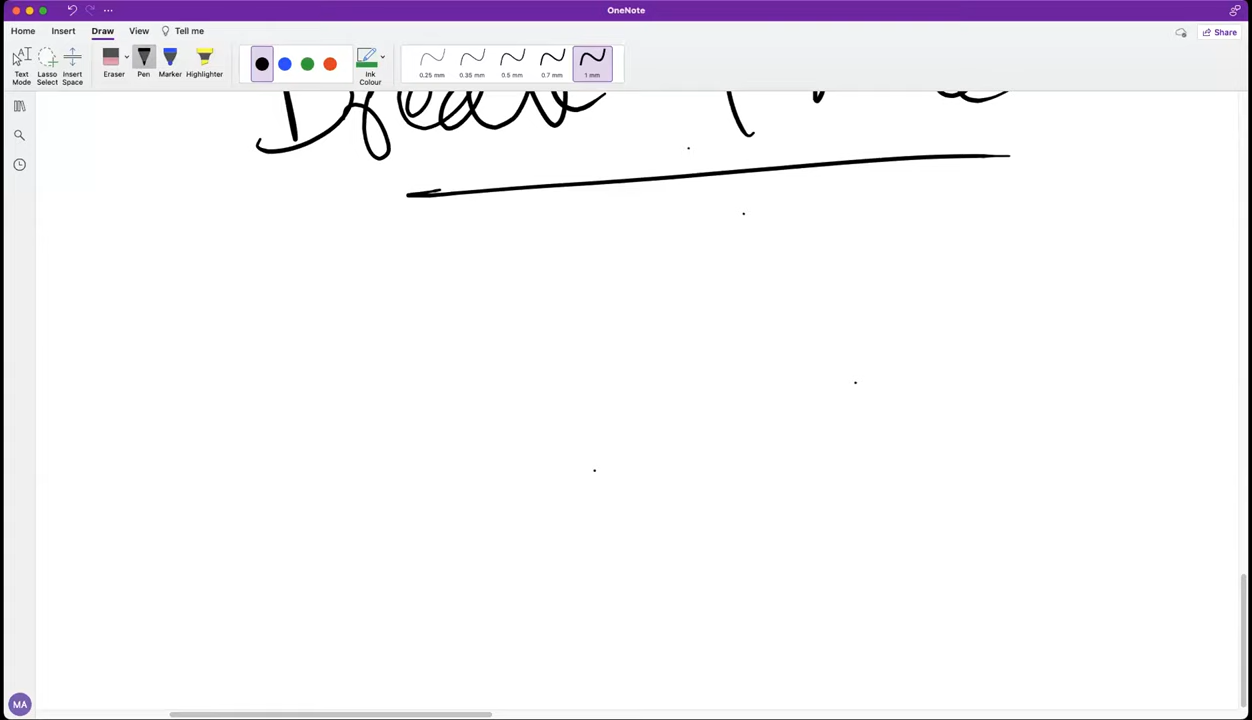 OneNote
Home Insert Draw View Tell me
Share
Text Mode
Lasso Select
Insert Space
Eraser
Pen
Marker
Highlighter
Ink Colour
0.25 mm
0.35 mm
0.5 mm
0.7 mm
1 mm
MA